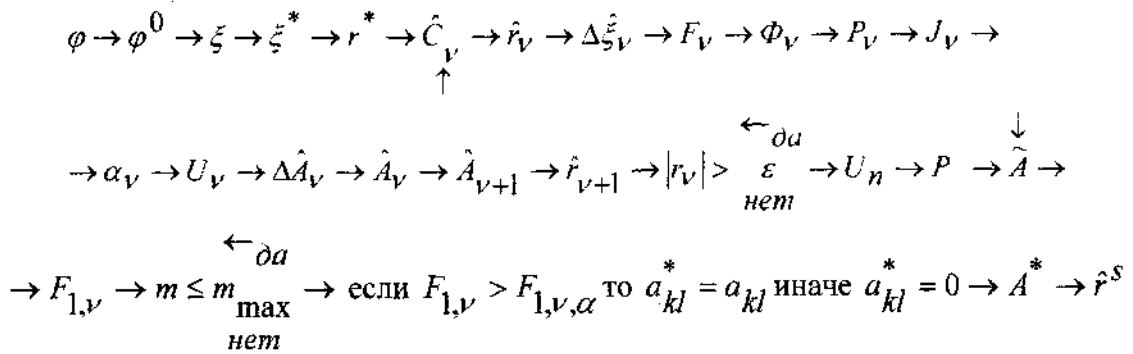 φ → φ⁰ → ξ → ξ* → r* → Ĉ_ν → r̂_ν → Δξ̂_ν → F_ν → Φ_ν → P_ν → J_ν →
↑
← да ↓
→ α_ν → U_ν → ΔÂ_ν → Â_ν → Â_{ν+1} → r̂_{ν+1} → |r_ν| > ε → U_n → P → Ã →
нет
← да
→ F_{1,ν} → m ≤ m_max → если F_{1,ν} > F_{1,ν,α} то a*_{kl} = a_{kl} иначе a*_{kl} = 0 → A* → r̂^s
нет